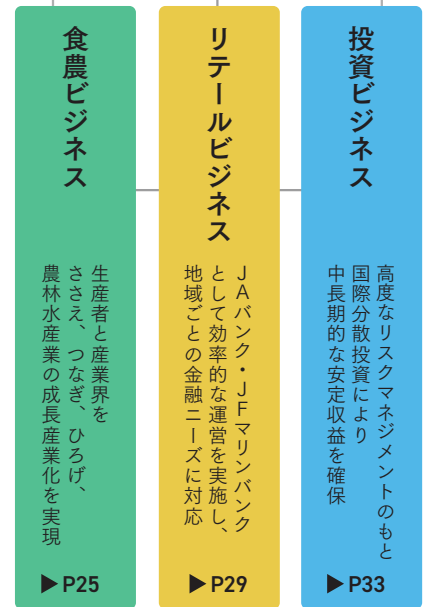 食農ビジネス
生産者と産業界を
ささえ、つなぎ、ひろげ、
農林水産業の成長産業化を実現
▶P25
リテールビジネス
JAバンク・JFマリンバンク
として効率的な運営を実施し、
地域ごとの金融ニーズに対応
▶P29
投資ビジネス
高度なリスクマネジメントのもと
国際分散投資により
中長期的な安定収益を確保
▶P33